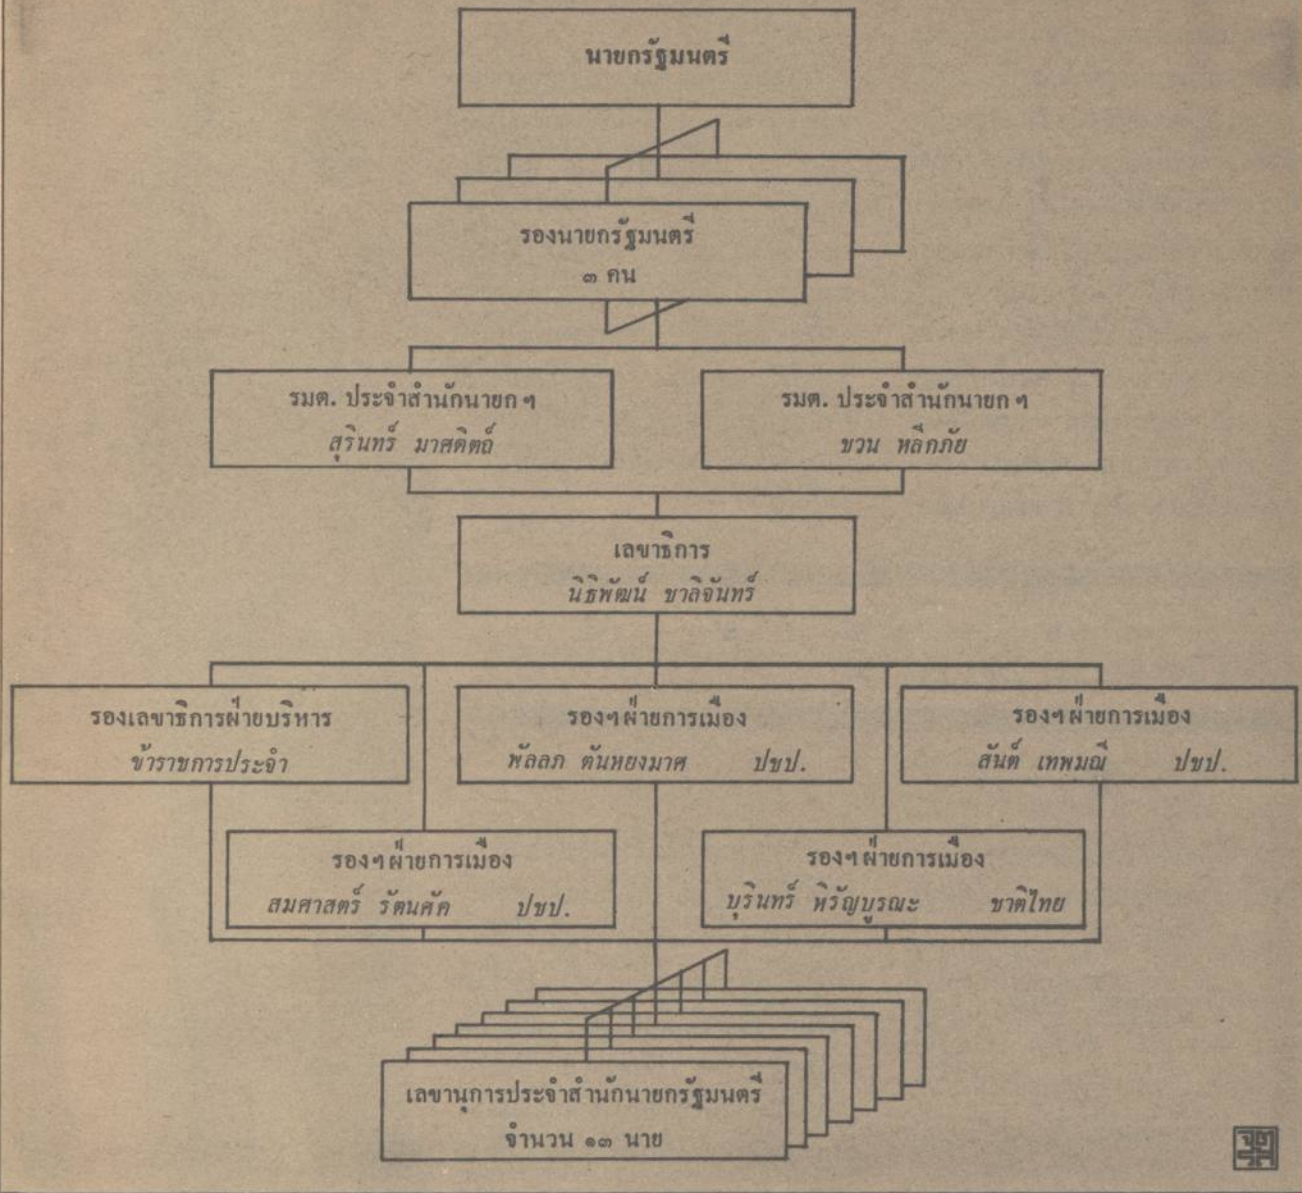 นายกรัฐมนตรี
รองนายกรัฐมนตรี
๓ คน
รมต. ประจำสำนักนายก ฯ
สุรินทร์ มาศดิตถ์
รมต. ประจำสำนักนายก ฯ
ชวน หลีกภัย
เลขาธิการ
นิธิพัฒน์ ชาลิจันทร์
รองเลขาธิการฝ่ายบริหาร
ข้าราชการประจำ
รองฯฝ่ายการเมือง
พัลลภ ตันหยงมาศ ปชป.
รองฯฝ่ายการเมือง
สันต์ เทพมณี ปชป.
รองฯฝ่ายการเมือง
สมศาสตร์ รัตนศัค ปชป.
รองฯฝ่ายการเมือง
บุรินทร์ หิรัญบูรณะ ชาติไทย
เลขานุการประจำสำนักนายกรัฐมนตรี
จำนวน ๑๓ นาย